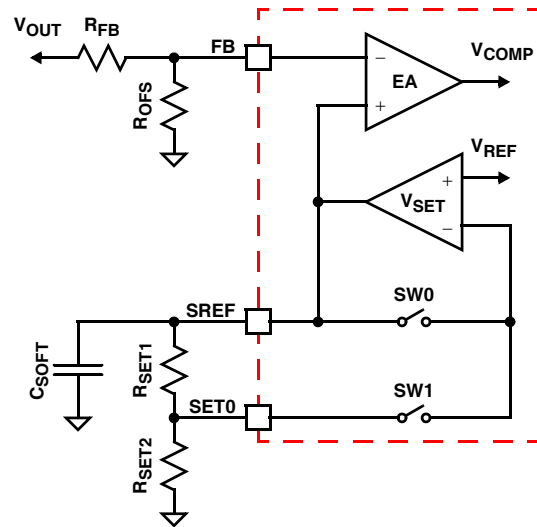 VOUT
RFB
FB
ROFS
−
EA
+
VCOMP
VREF
+
VSET
−
SW0
SREF
CSOFT
RSET1
SET0
SW1
RSET2